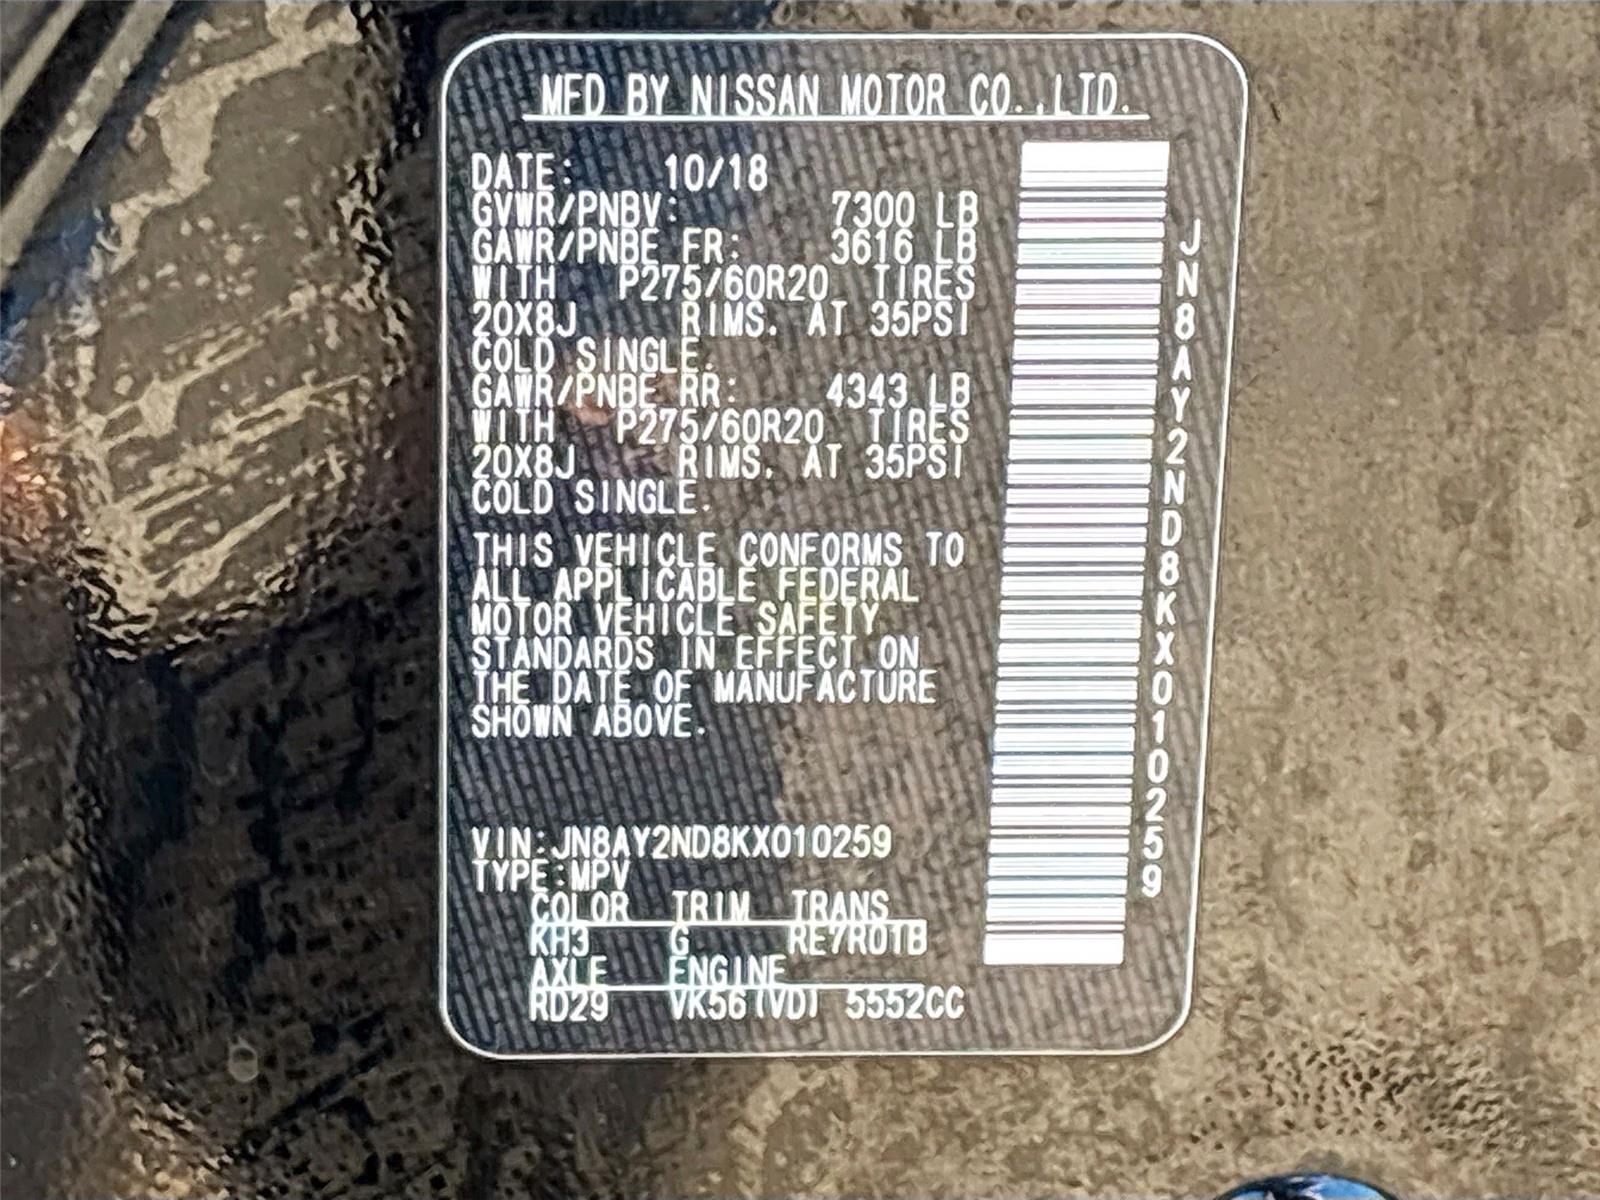 MFD BY NISSAN MOTOR CO.,LTD.
DATE: 10/18
GVWR/PNBV: 7300 LB
GAWR/PNBE FR: 3616 LB
WITH P275/60R20 TIRES
20X8J RIMS. AT 35PSI
COLD SINGLE.
GAWR/PNBE RR: 4343 LB
WITH P275/60R20 TIRES
20X8J RIMS. AT 35PSI
COLD SINGLE.
THIS VEHICLE CONFORMS TO
ALL APPLICABLE FEDERAL
MOTOR VEHICLE SAFETY
STANDARDS IN EFFECT ON
THE DATE OF MANUFACTURE
SHOWN ABOVE.
VIN:JN8AY2ND8KX010259
TYPE:MPV
COLOR TRIM TRANS
KH3 G RE7R01B
AXLE ENGINE
RD29 VK56(VD) 5552CC
JN8AY2ND8KX010259